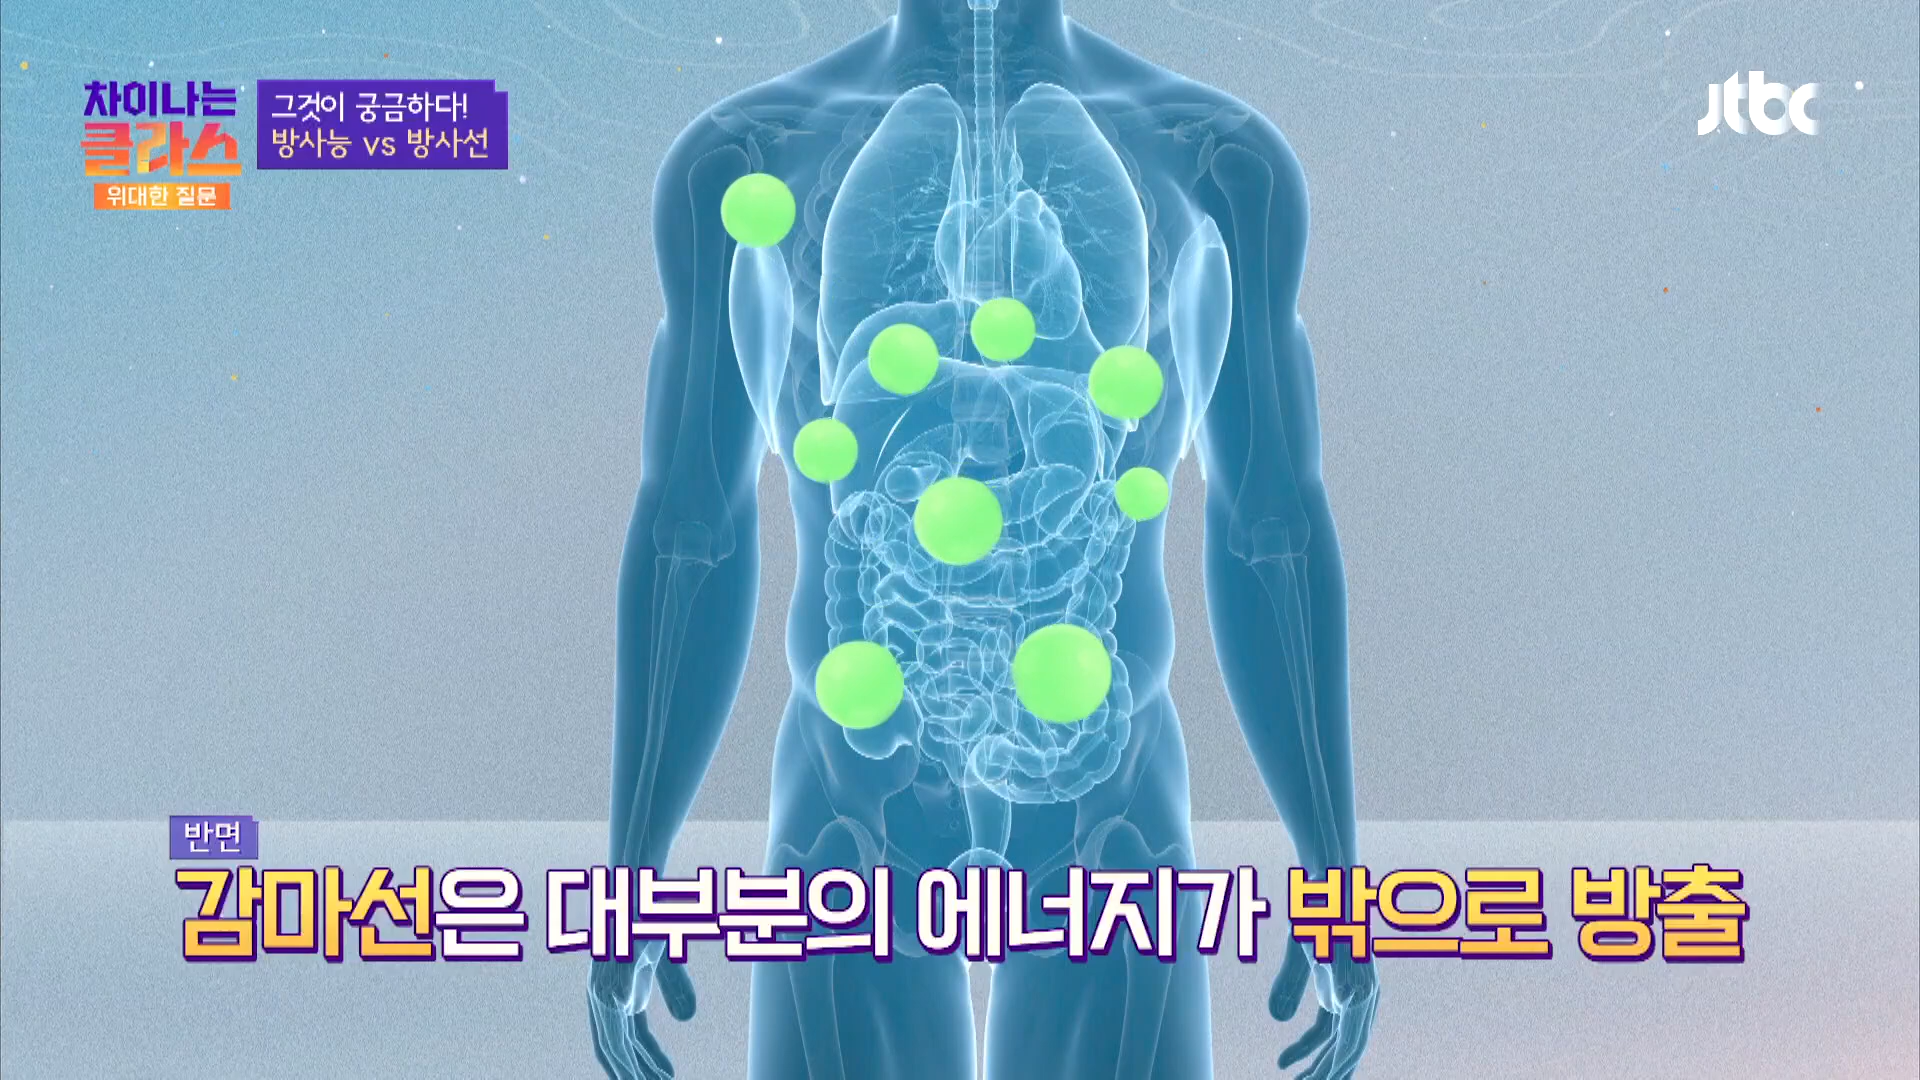 차이나는
클라스
위대한 질문
그것이 궁금하다!
방사능 vs 방사선
jtbc
반면
감마선은 대부분의 에너지가 밖으로 방출